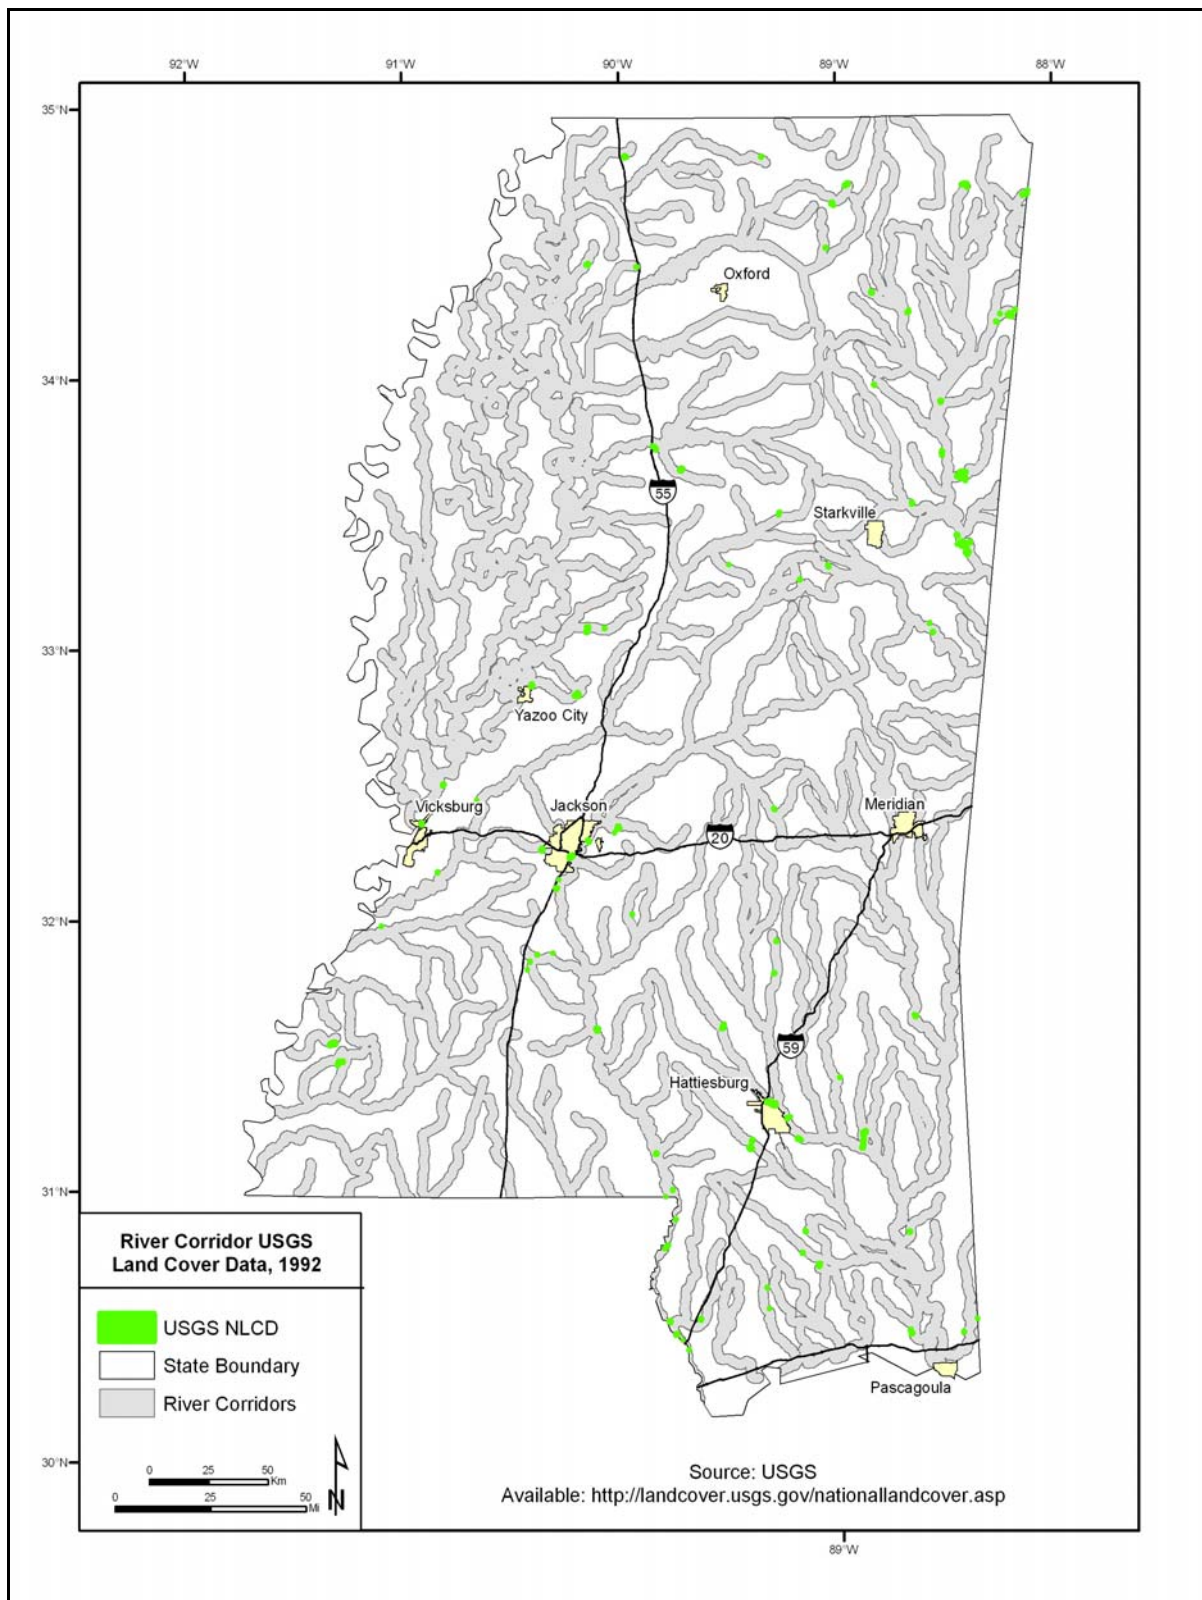 92°W
91°W
90°W
89°W
88°W
35°N
34°N
33°N
32°N
31°N
30°N
89°W
Oxford
55
Starkville
Yazoo City
Vicksburg
Jackson
20
Meridian
59
Hattiesburg
Pascagoula
River Corridor USGS
Land Cover Data, 1992
USGS NLCD
State Boundary
River Corridors
0 25 50
Km
0 25 50
Mi
N
Source: USGS
Available: http://landcover.usgs.gov/nationallandcover.asp